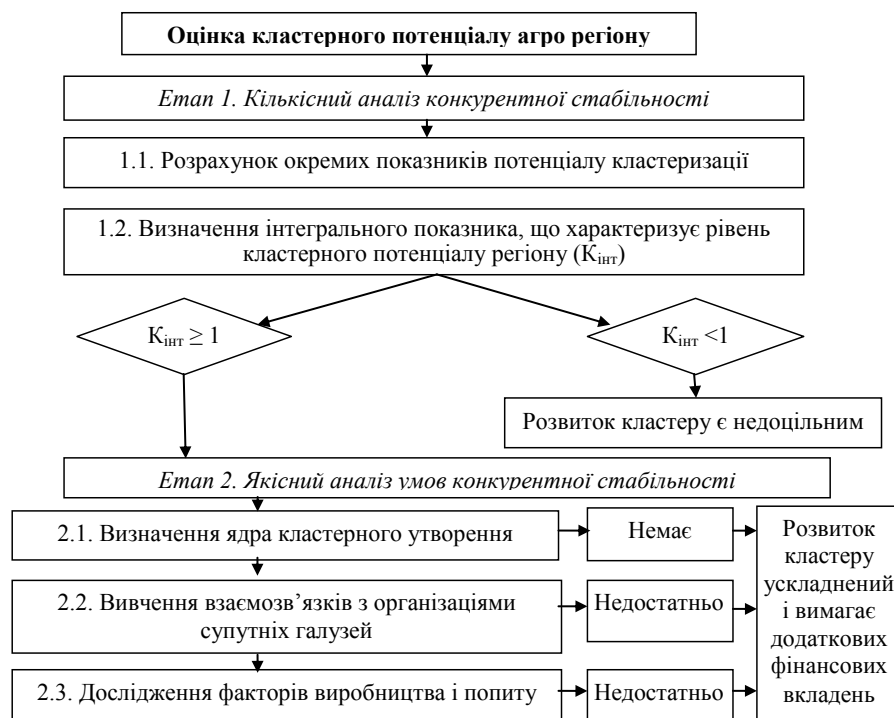 Оцінка кластерного потенціалу агро регіону
Етап 1. Кількісний аналіз конкурентної стабільності
1.1. Розрахунок окремих показників потенціалу кластеризації
1.2. Визначення інтегрального показника, що характеризує рівень
кластерного потенціалу регіону (Кінт)
Кінт ≥ 1
Кінт <1
Розвиток кластеру є недоцільним
Етап 2. Якісний аналіз умов конкурентної стабільності
2.1. Визначення ядра кластерного утворення
Немає
2.2. Вивчення взаємозв’язків з організаціями
супутніх галузей
Недостатньо
2.3. Дослідження факторів виробництва і попиту
Недостатньо
Розвиток
кластеру
ускладнений
і вимагає
додаткових
фінансових
вкладень